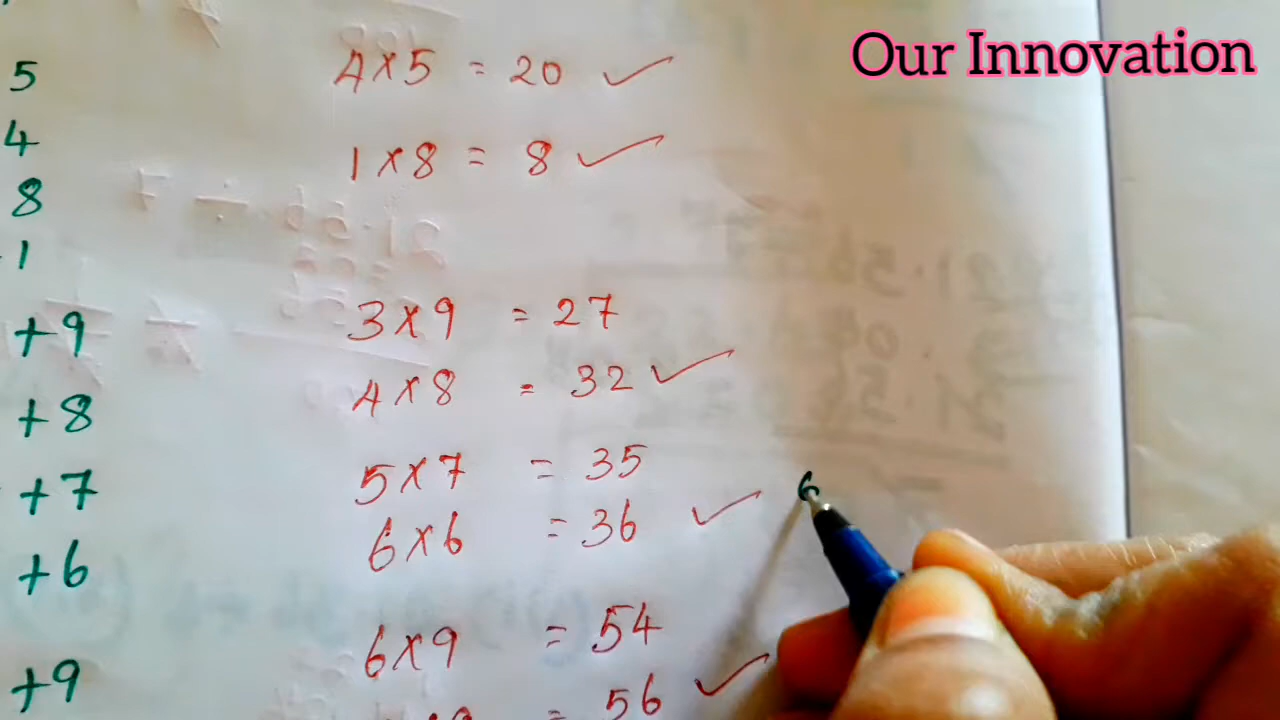 Our Innovation
5 4×5 = 20 ✓
4
8 1×8 = 8 ✓
1
+9 3×9 = 27
+8 4×8 = 32 ✓
+7 5×7 = 35
6×6 = 36 ✓ 6
+6
6×9 = 54
+9
= 56 ✓